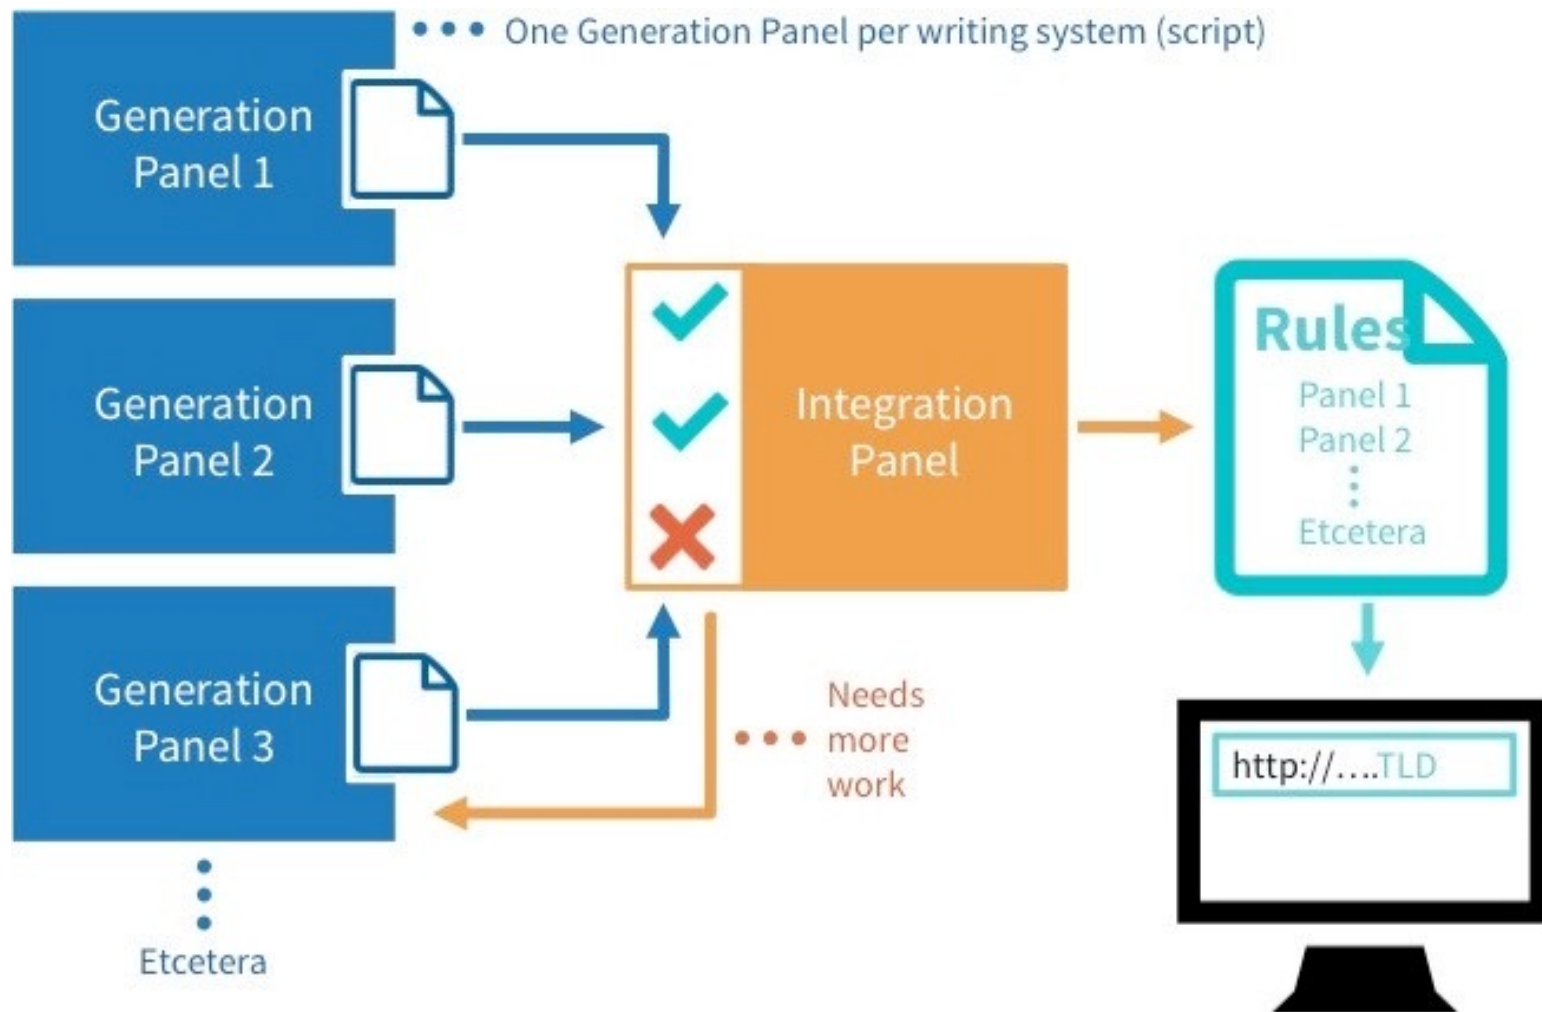 One Generation Panel per writing system (script)
Generation
Panel 1
Generation
Panel 2
Generation
Panel 3
Etcetera
Integration
Panel
Needs
more
work
Rules
Panel 1
Panel 2
Etcetera
http://....TLD